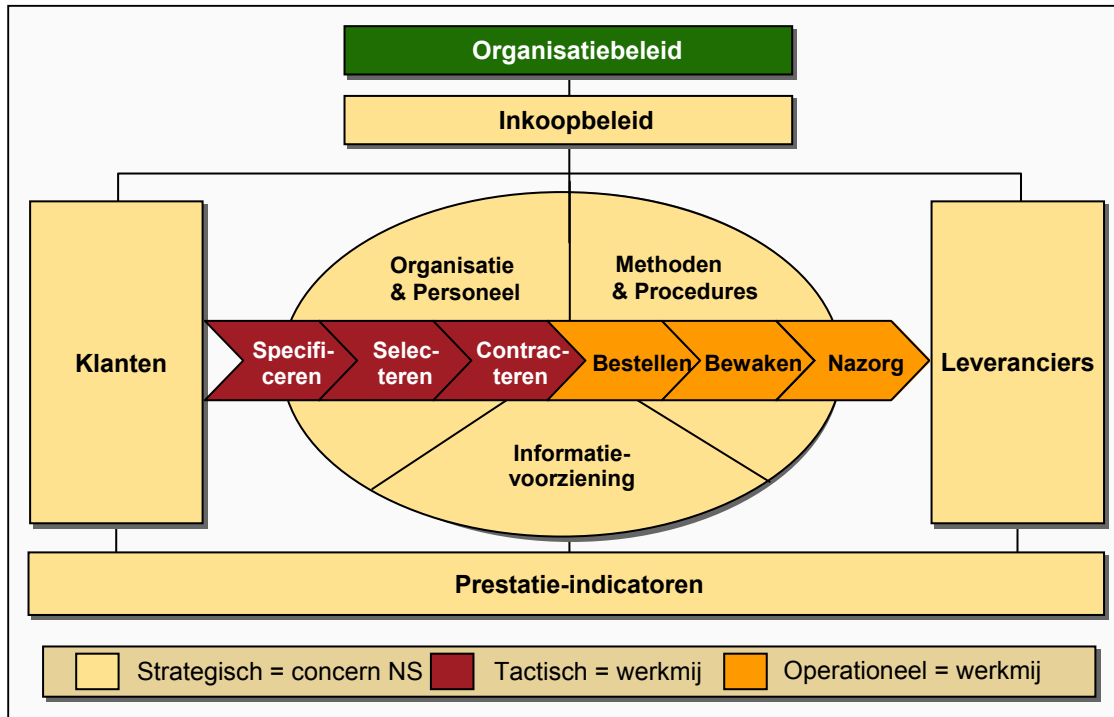 Organisatiebeleid
Inkoopbeleid
Organisatie
& Personeel
Methoden
& Procedures
Klanten
Specifi-
ceren
Selec-
teren
Contrac-
teren
Bestellen
Bewaken
Nazorg
Leveranciers
Informatie-
voorziening
Prestatie-indicatoren
Strategisch = concern NS
Tactisch = werkmij
Operationeel = werkmij